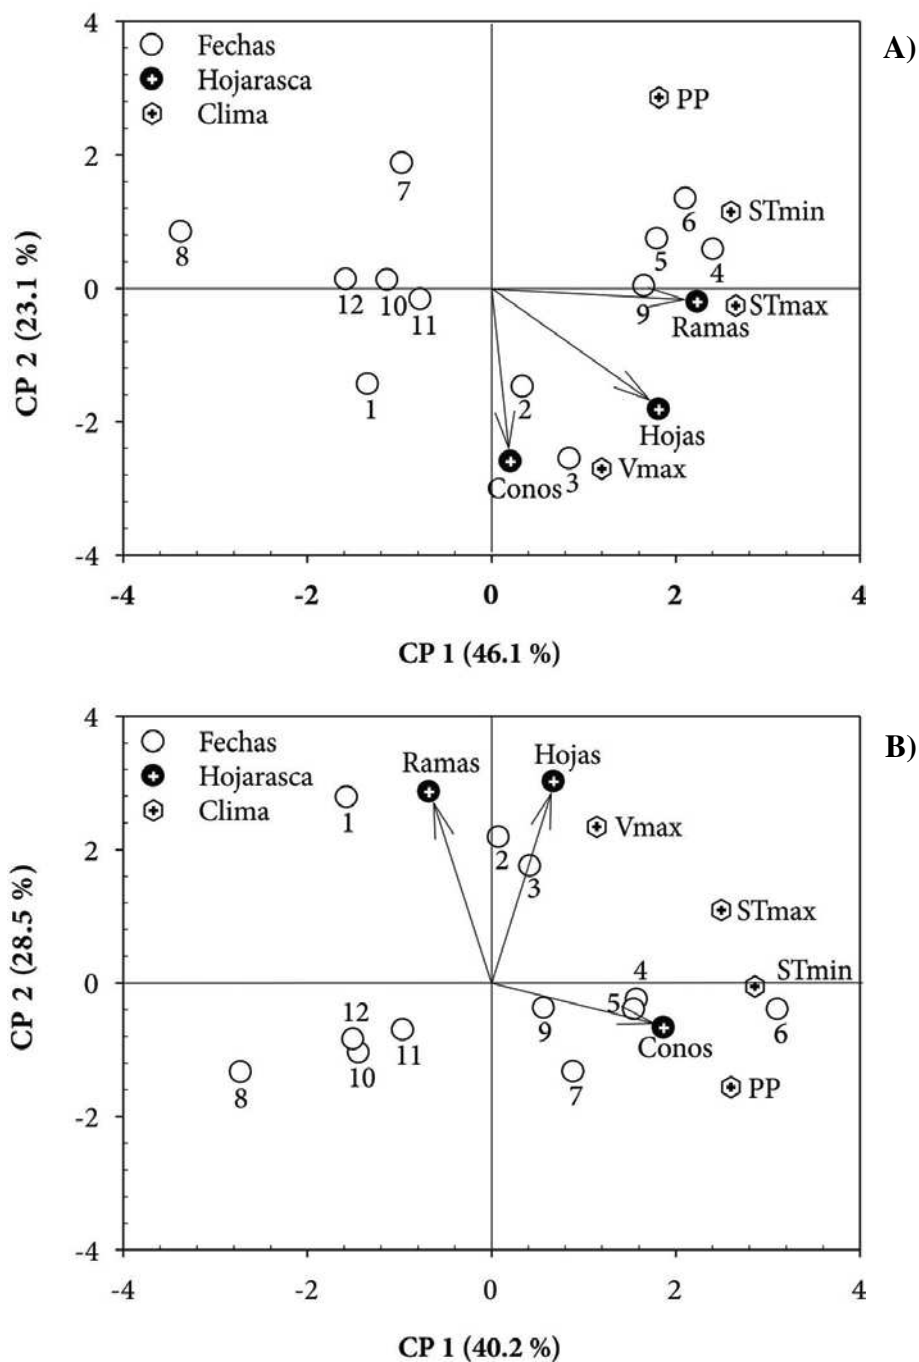 A)
Fechas
Hojarasca
Clima
4
2
0
-2
-4
PP
7
STmin
6
8
5
4
12
10
11
9
STmax
Ramas
1
2
Hojas
Vmax
Conos
3
-4
-2
0
2
4
CP 2 (23.1 %)
CP 1 (46.1 %)
B)
Fechas
Hojarasca
Clima
4
2
0
-2
-4
Ramas
Hojas
1
Vmax
2
3
STmax
4
STmin
12
5
9
6
11
Conos
10
8
7
PP
-4
-2
0
2
4
CP 2 (28.5 %)
CP 1 (40.2 %)